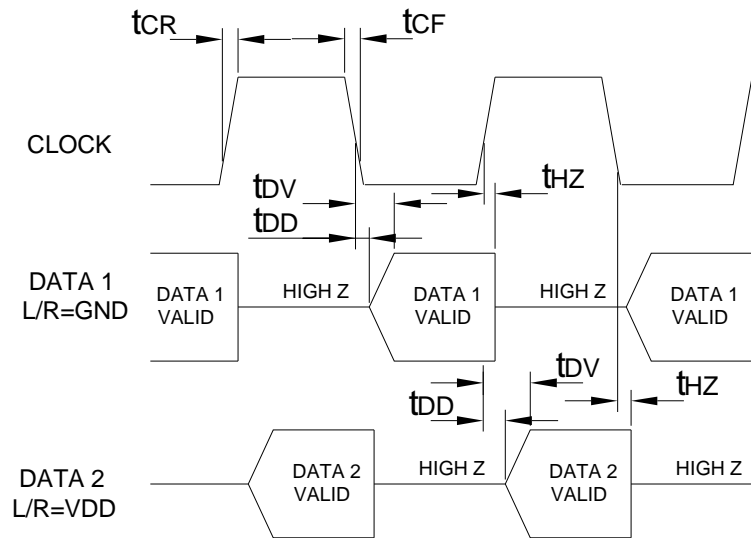 tCR
tCF
CLOCK
tDV
tHZ
tDD
DATA 1
L/R=GND
DATA 1
VALID
HIGH Z
DATA 1
VALID
HIGH Z
DATA 1
VALID
tDV
tDD
tHZ
DATA 2
L/R=VDD
DATA 2
VALID
HIGH Z
DATA 2
VALID
HIGH Z